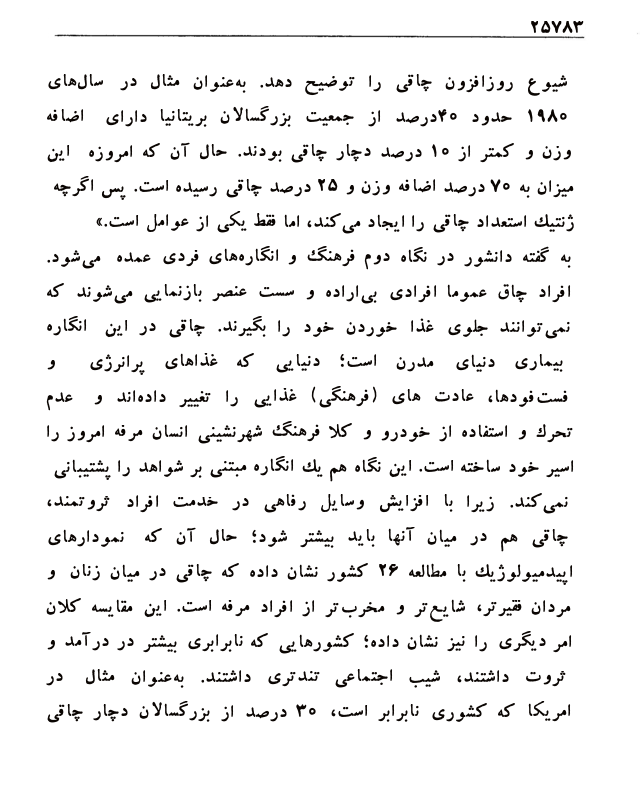 ۲۵۷۸۳
شیوع روزافزون چاقی را توضیح دهد. به‌عنوان مثال در سال‌های
۱۹۸۰ حدود ۴۰درصد از جمعیت بزرگسالان بریتانیا دارای اضافه
وزن و کمتر از ۱۰ درصد دچار چاقی بودند. حال آن که امروزه این
میزان به ۷۰ درصد اضافه وزن و ۲۵ درصد چاقی رسیده است. پس اگرچه
ژنتیك استعداد چاقی را ایجاد می‌کند، اما فقط یکی از عوامل است.»
به گفته دانشور در نگاه دوم فرهنگ و انگاره‌های فردی عمده می‌شود.
افراد چاق عموما افرادی بی‌اراده و سست عنصر بازنمایی می‌شوند که
نمی‌توانند جلوی غذا خوردن خود را بگیرند. چاقی در این انگاره
بیماری دنیای مدرن است؛ دنیایی که غذاهای پرانرژی و
فست‌فودها، عادت های (فرهنگی) غذایی را تغییر داده‌اند و عدم
تحرك و استفاده از خودرو و کلا فرهنگ شهرنشینی انسان مرفه امروز را
اسیر خود ساخته است. این نگاه هم یك انگاره مبتنی بر شواهد را پشتیبانی
نمی‌کند. زیرا با افزایش وسایل رفاهی در خدمت افراد ثروتمند،
چاقی هم در میان آنها باید بیشتر شود؛ حال آن که نمودارهای
اپیدمیولوژیك با مطالعه ۲۶ کشور نشان داده که چاقی در میان زنان و
مردان فقیرتر، شایع‌تر و مخرب‌تر از افراد مرفه است. این مقایسه کلان
امر دیگری را نیز نشان داده؛ کشورهایی که نابرابری بیشتر در درآمد و
ثروت داشتند، شیب اجتماعی تندتری داشتند. به‌عنوان مثال در
امریکا که کشوری نابرابر است، ۳۰ درصد از بزرگسالان دچار چاقی